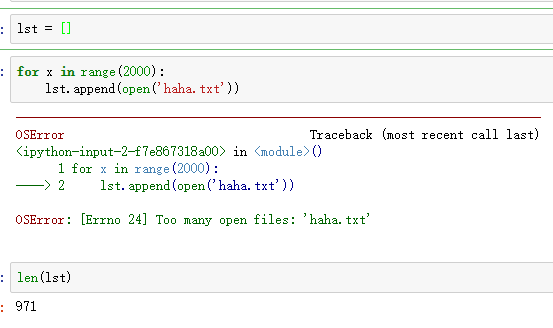 : lst = []
: for x in range(2000):
lst.append(open('haha.txt'))
OSError Traceback (most recent call last)
<ipython-input-2-f7e867318a00> in <module>()
1 for x in range(2000):
----> 2 lst.append(open('haha.txt'))
OSError: [Errno 24] Too many open files: 'haha.txt'
: len(lst)
: 971